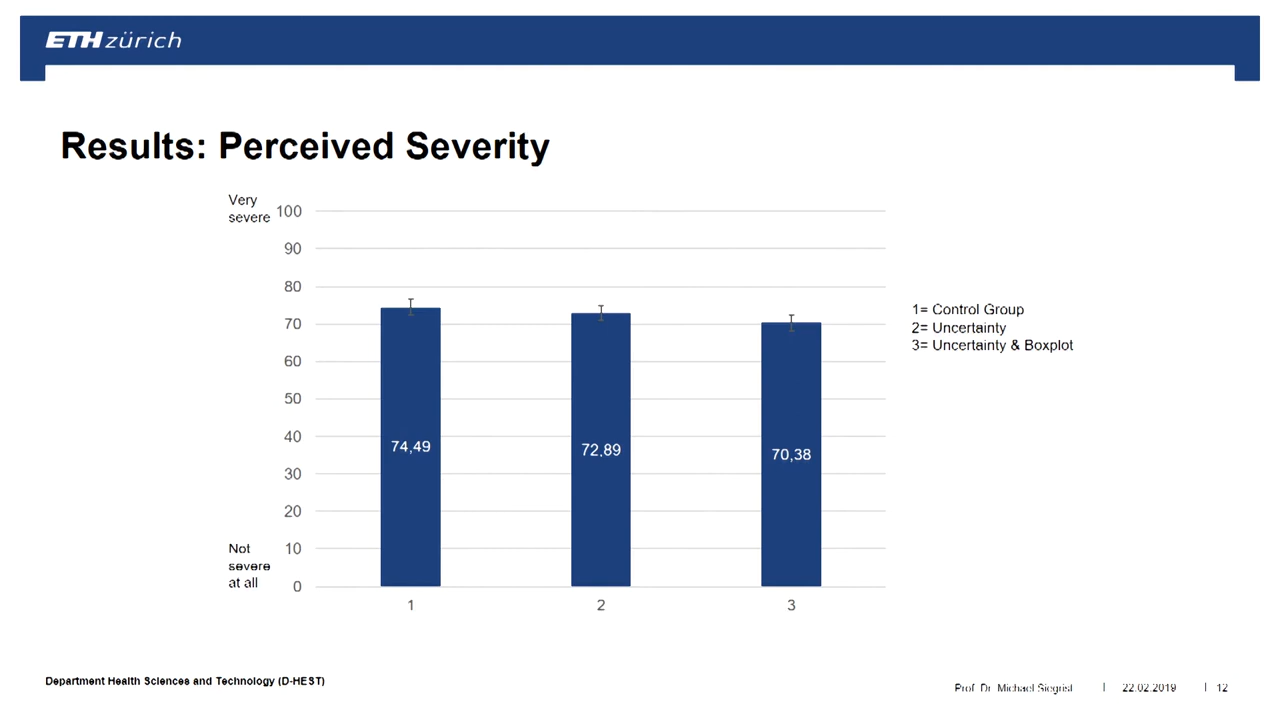 ETH zürich
Results: Perceived Severity
Very
severe
100
90
80
70
60
50
40
30
20
10
0
Not
severe
at all
74,49
72,89
70,38
1
2
3
1= Control Group
2= Uncertainty
3= Uncertainty & Boxplot
Department Health Sciences and Technology (D-HEST)
Prof. Dr. Michael Siegrist | 22.02.2019 | 12